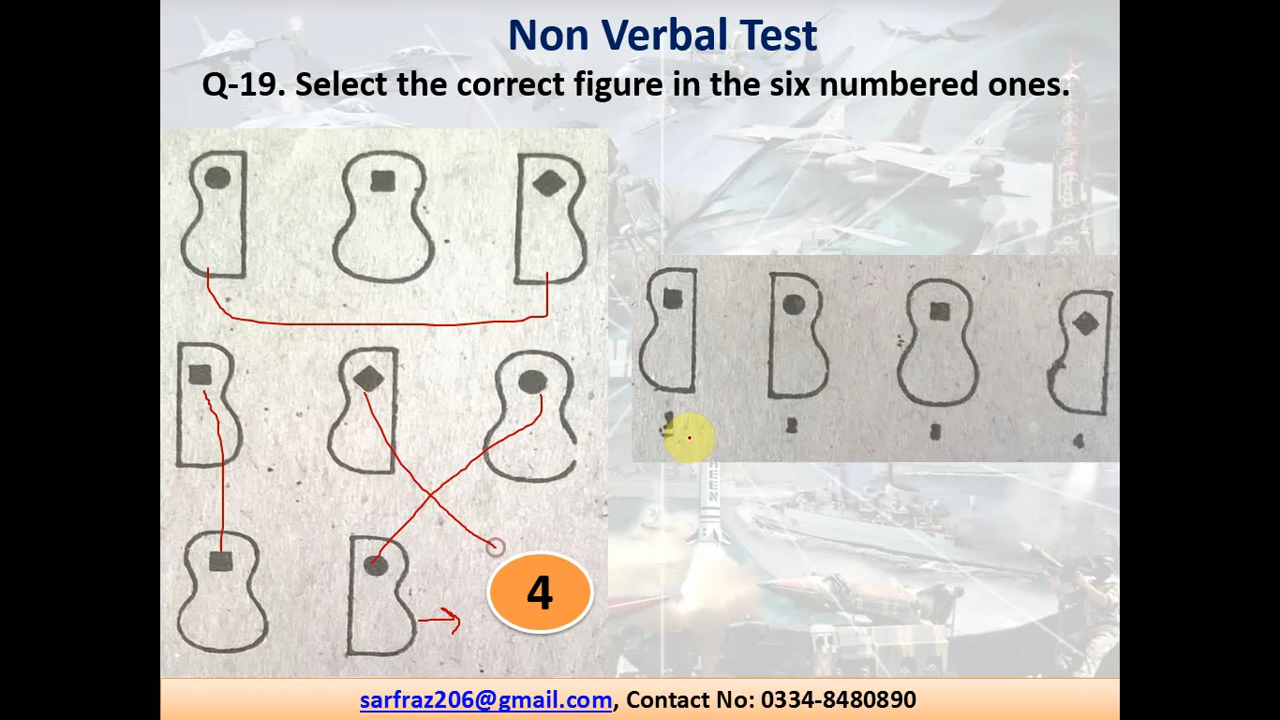 Non Verbal Test
Q-19. Select the correct figure in the six numbered ones.
2
3
4
4
sarfraz206@gmail.com, Contact No: 0334-8480890